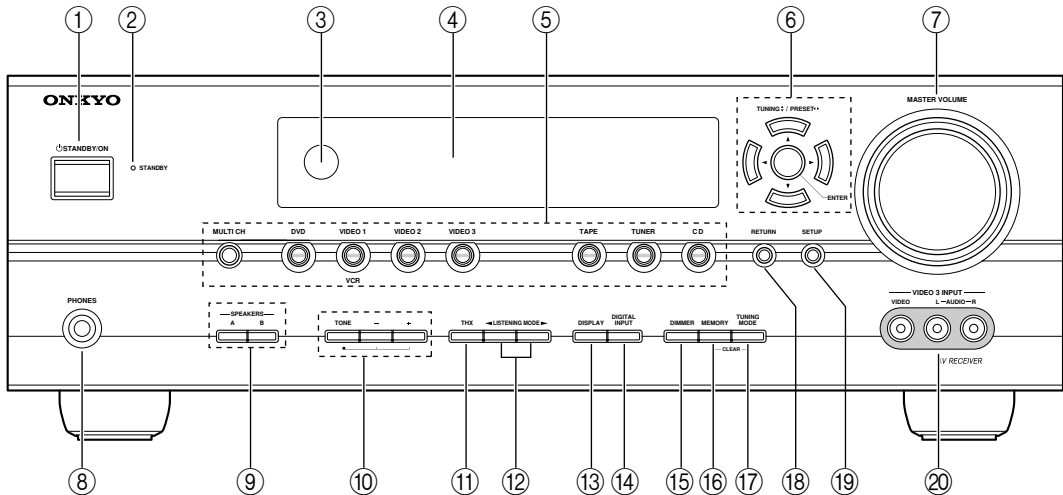 ① ② ③ ④ ⑤ ⑥ ⑦
ONKYO
⏻STANDBY/ON
STANDBY
TUNING / PRESET
ENTER
MASTER VOLUME
MULTI CH DVD VIDEO 1 VIDEO 2 VIDEO 3 TAPE TUNER CD
VCR
RETURN SETUP
PHONES
SPEAKERS
A B
TONE − +
THX ◄ LISTENING MODE ►
DISPLAY DIGITAL INPUT
DIMMER MEMORY TUNING MODE
CLEAR
VIDEO 3 INPUT
VIDEO L AUDIO R
AV RECEIVER
⑧ ⑨ ⑩ ⑪ ⑫ ⑬ ⑭ ⑮ ⑯ ⑰ ⑱ ⑲ ⑳